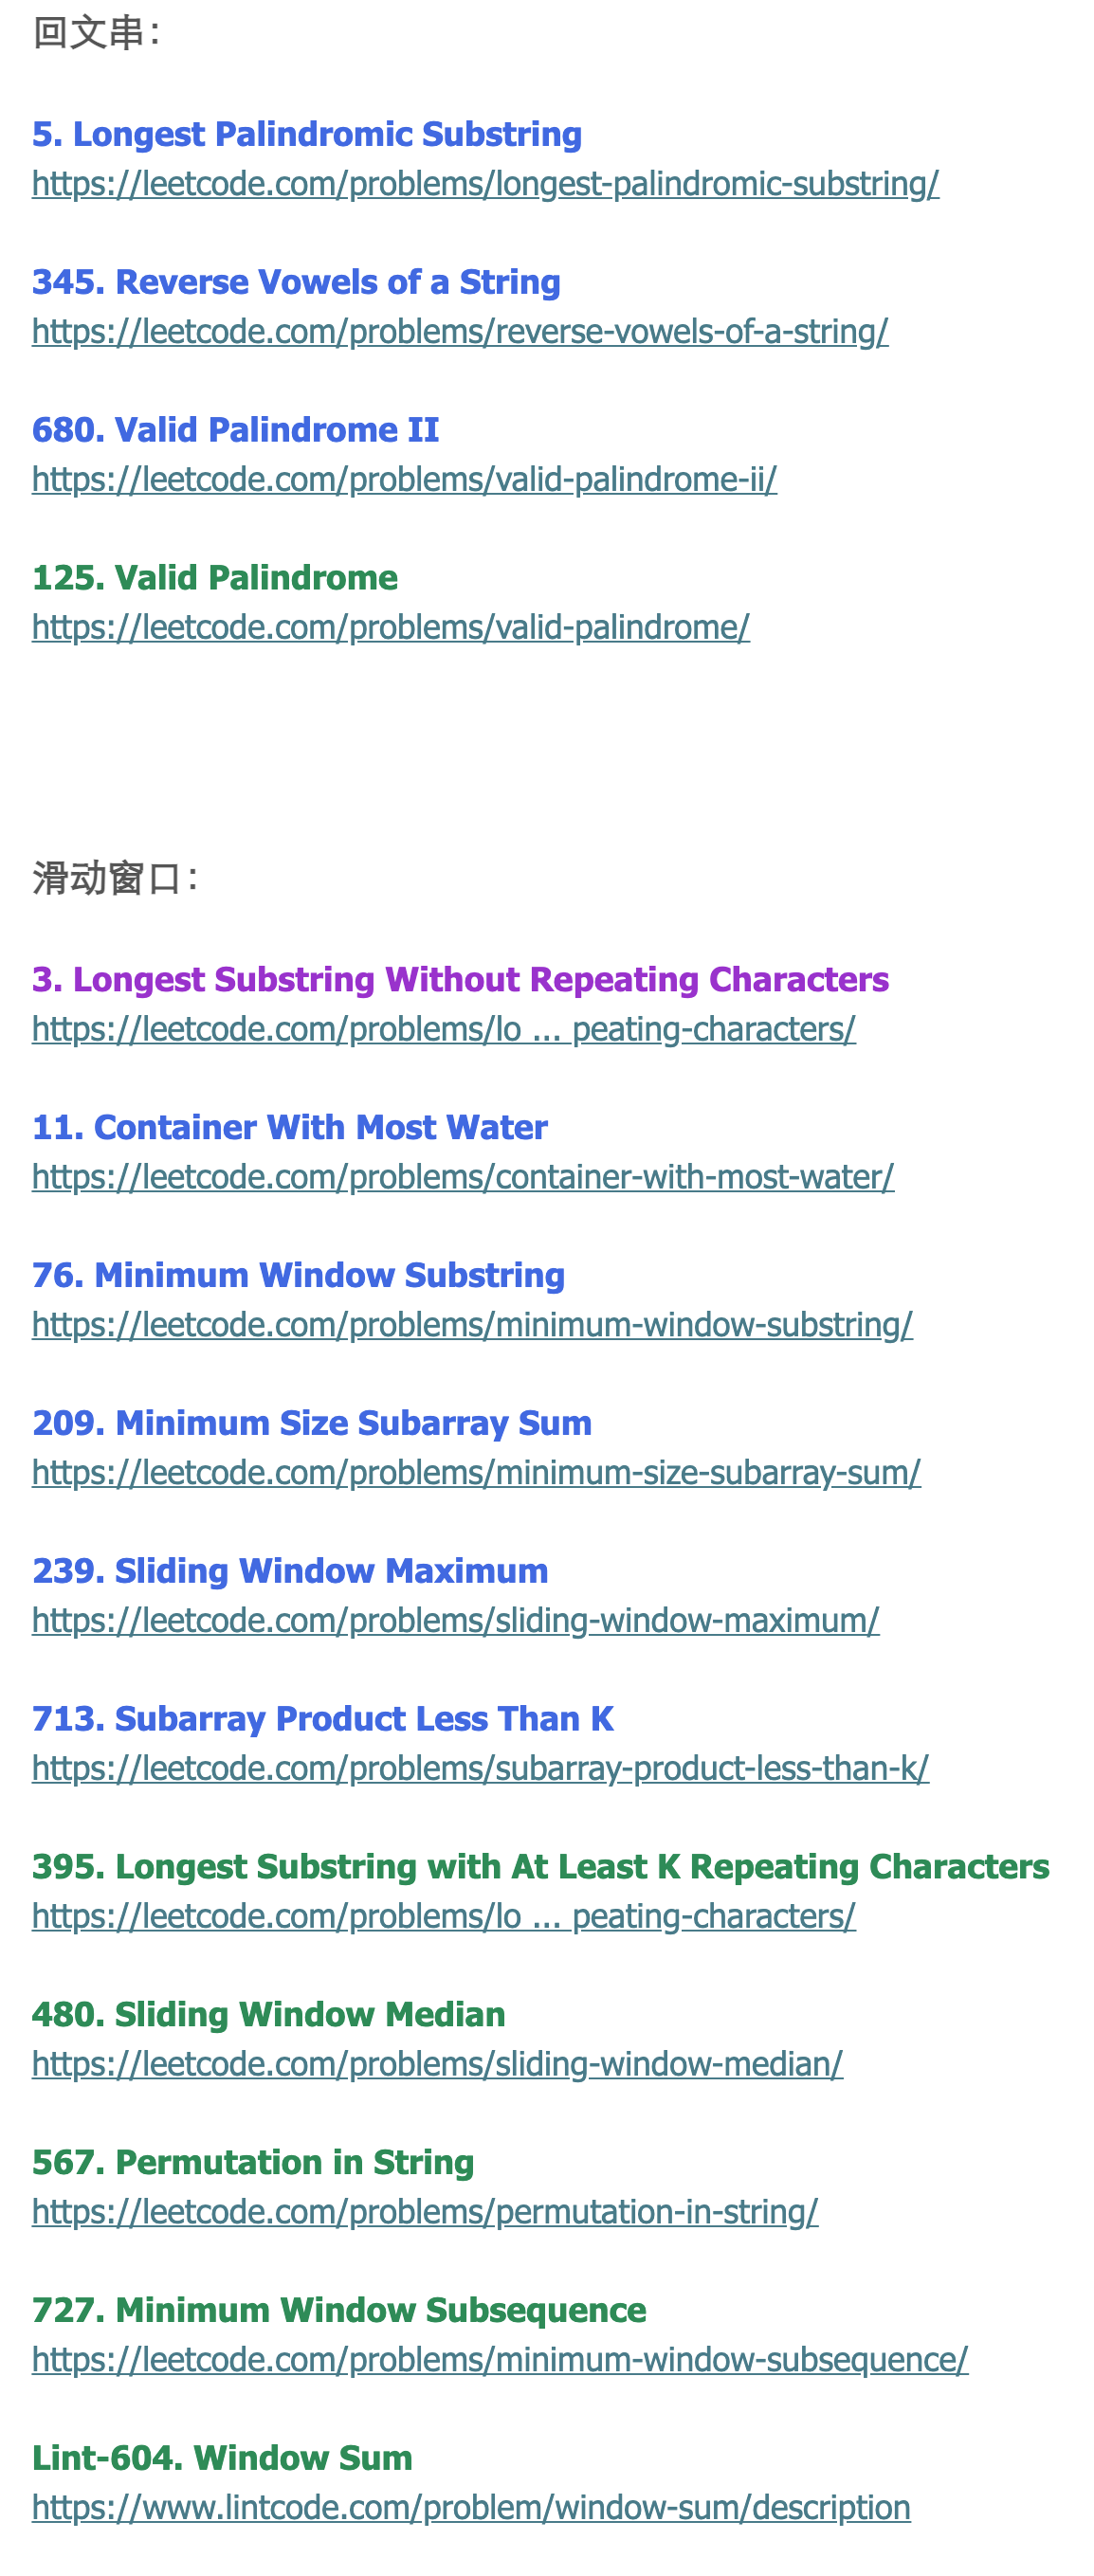 回文串：
5. Longest Palindromic Substring
https://leetcode.com/problems/longest-palindromic-substring/
345. Reverse Vowels of a String
https://leetcode.com/problems/reverse-vowels-of-a-string/
680. Valid Palindrome II
https://leetcode.com/problems/valid-palindrome-ii/
125. Valid Palindrome
https://leetcode.com/problems/valid-palindrome/
滑动窗口：
3. Longest Substring Without Repeating Characters
https://leetcode.com/problems/lo ... peating-characters/
11. Container With Most Water
https://leetcode.com/problems/container-with-most-water/
76. Minimum Window Substring
https://leetcode.com/problems/minimum-window-substring/
209. Minimum Size Subarray Sum
https://leetcode.com/problems/minimum-size-subarray-sum/
239. Sliding Window Maximum
https://leetcode.com/problems/sliding-window-maximum/
713. Subarray Product Less Than K
https://leetcode.com/problems/subarray-product-less-than-k/
395. Longest Substring with At Least K Repeating Characters
https://leetcode.com/problems/lo ... peating-characters/
480. Sliding Window Median
https://leetcode.com/problems/sliding-window-median/
567. Permutation in String
https://leetcode.com/problems/permutation-in-string/
727. Minimum Window Subsequence
https://leetcode.com/problems/minimum-window-subsequence/
Lint-604. Window Sum
https://www.lintcode.com/problem/window-sum/description